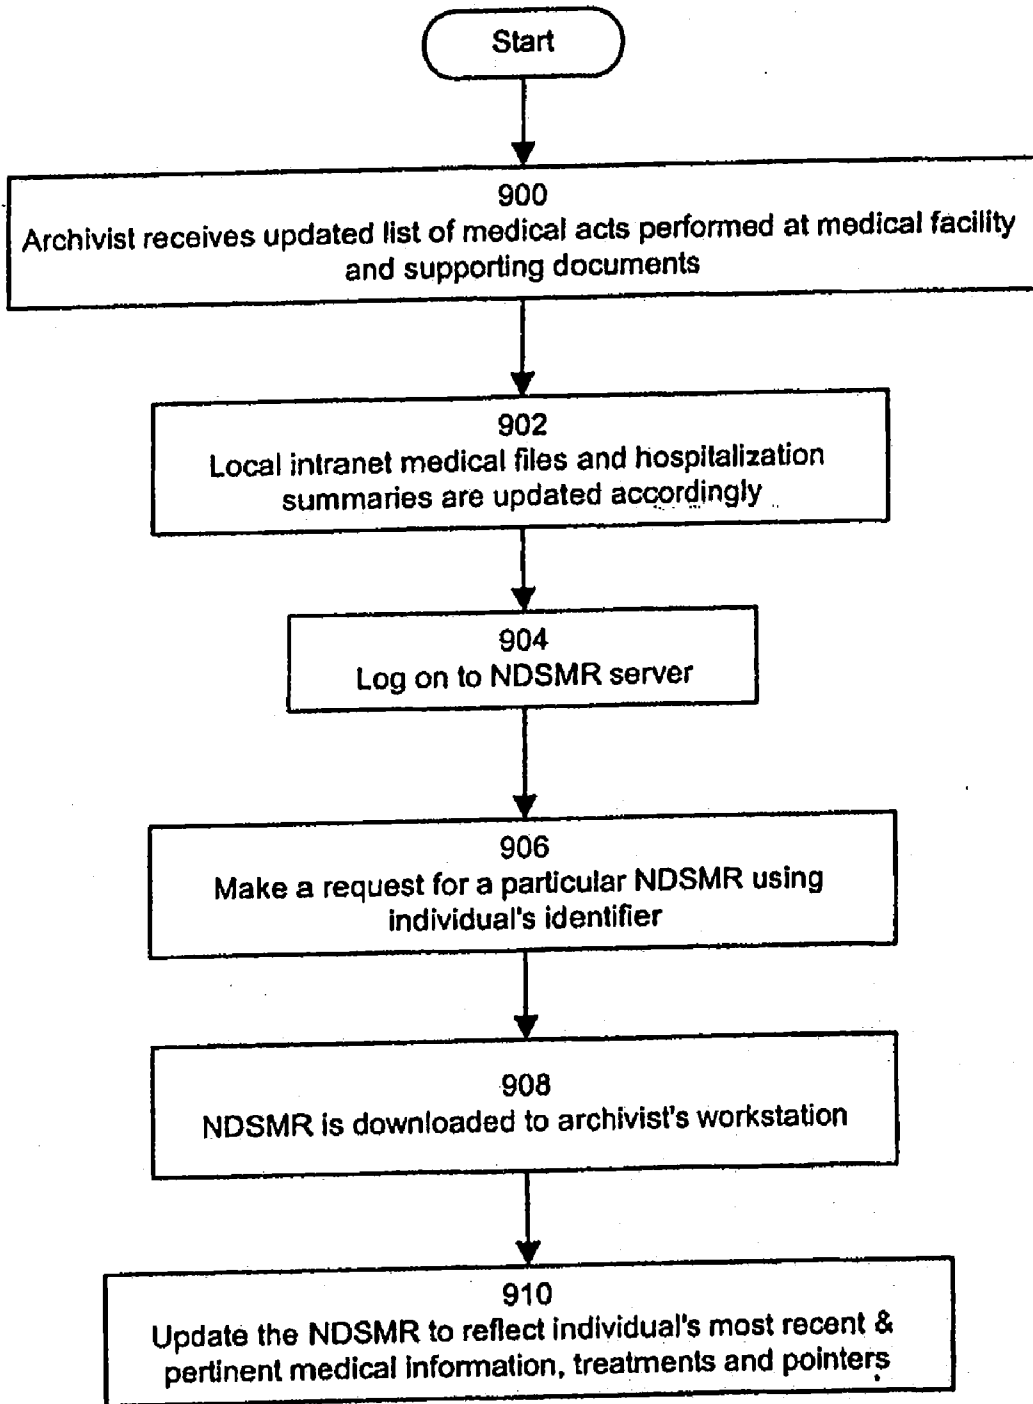 Start
900
Archivist receives updated list of medical acts performed at medical facility
and supporting documents
902
Local intranet medical files and hospitalization
summaries are updated accordingly
904
Log on to NDSMR server
906
Make a request for a particular NDSMR using
individual's identifier
908
NDSMR is downloaded to archivist's workstation
910
Update the NDSMR to reflect individual's most recent &
pertinent medical information, treatments and pointers